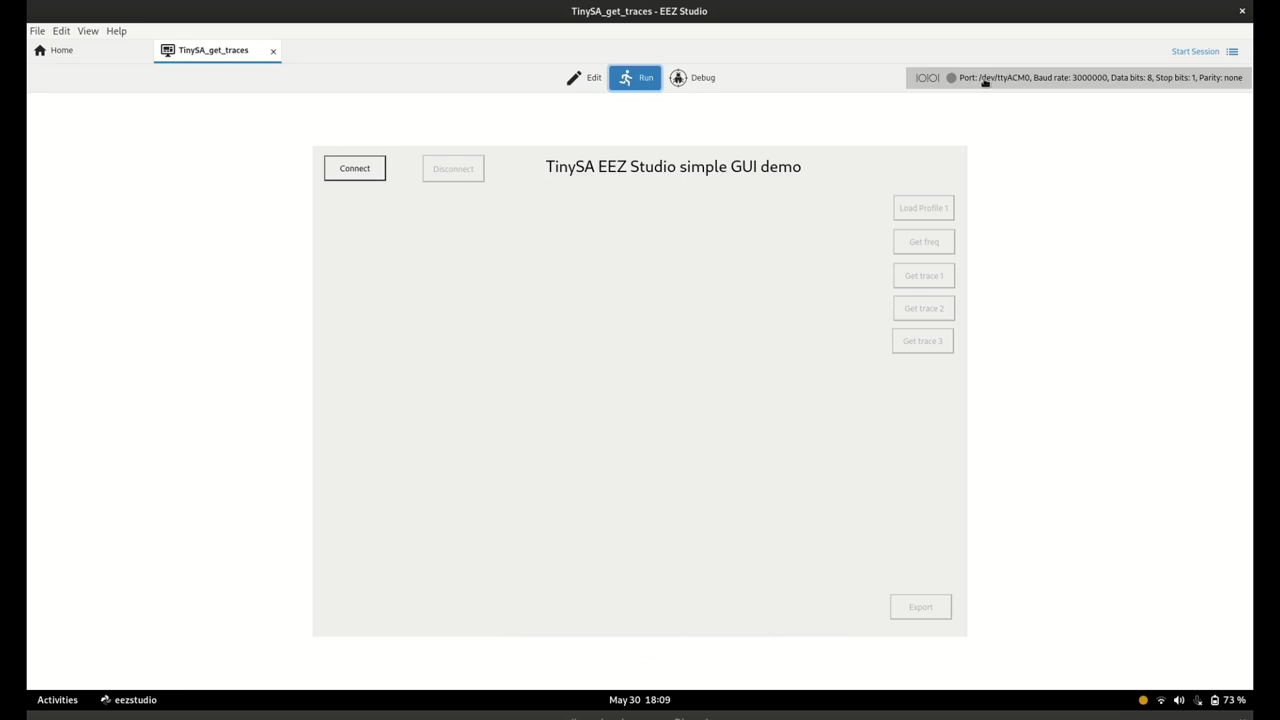 TinySA_get_traces - EEZ Studio
File Edit View Help
Home
TinySA_get_traces
Start Session
Edit
Run
Debug
Port: /dev/ttyACM0, Baud rate: 3000000, Data bits: 8, Stop bits: 1, Parity: none
Connect
Disconnect
TinySA EEZ Studio simple GUI demo
Load Profile 1
Get freq
Get trace 1
Get trace 2
Get trace 3
Export
Activities
eezstudio
May 30 18:09
73 %